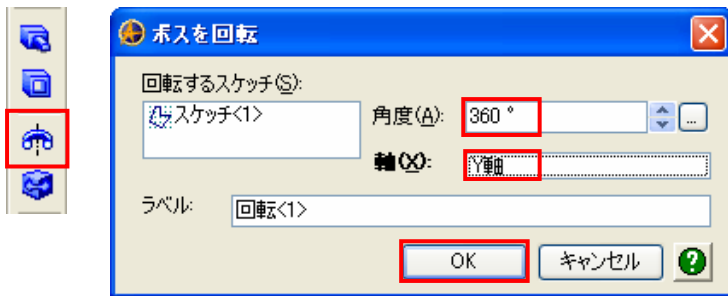 ボスを回転
回転するスケッチ(S):
スケッチ<1>
角度(A):
360 °
...
軸(X):
Y軸
ラベル:
回転<1>
OK
キャンセル
?